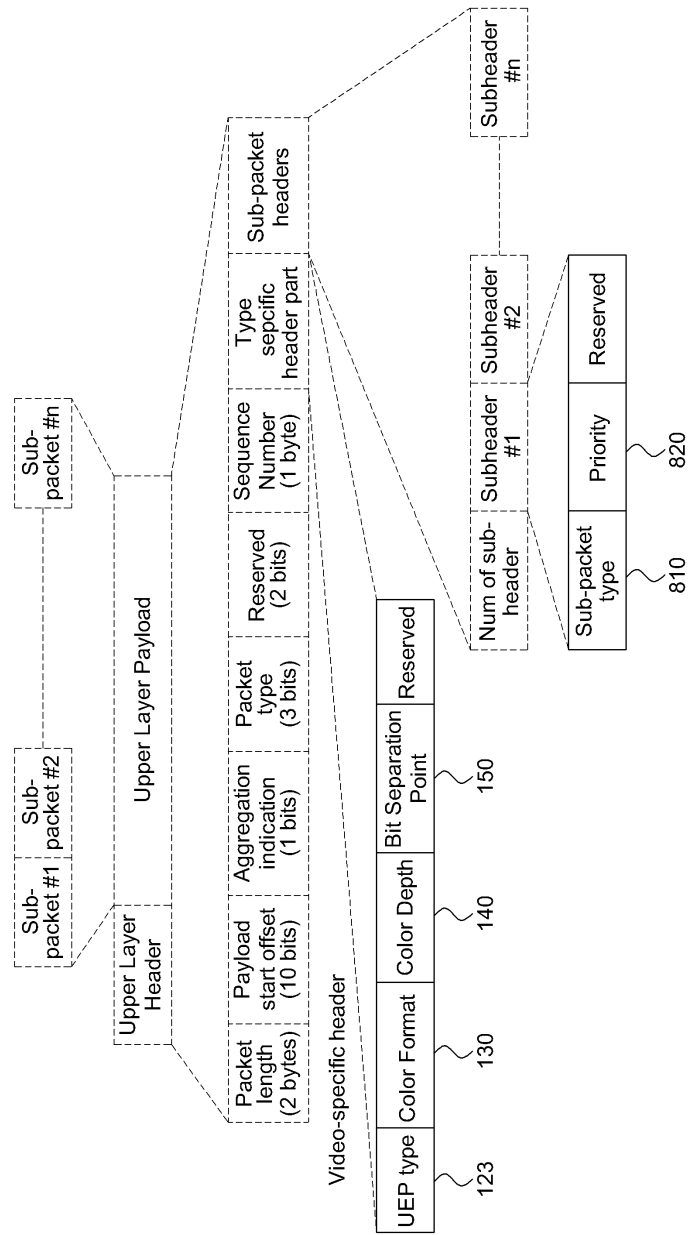 Sub-
packet #1
Sub-
packet #2
Sub-
packet #n
Upper Layer
Header
Upper Layer Payload
Packet
length
(2 bytes)
Payload
start offset
(10 bits)
Aggregation
indication
(1 bits)
Packet
type
(3 bits)
Reserved
(2 bits)
Sequence
Number
(1 byte)
Type
sepcific
header part
Sub-packet
headers
Video-specific header
UEP type
Color Format
Color Depth
Bit Separation
Point
Reserved
123
130
140
150
Num of sub-
header
Subheader
#1
Subheader
#2
Subheader
#n
Sub-packet
type
Priority
Reserved
810
820